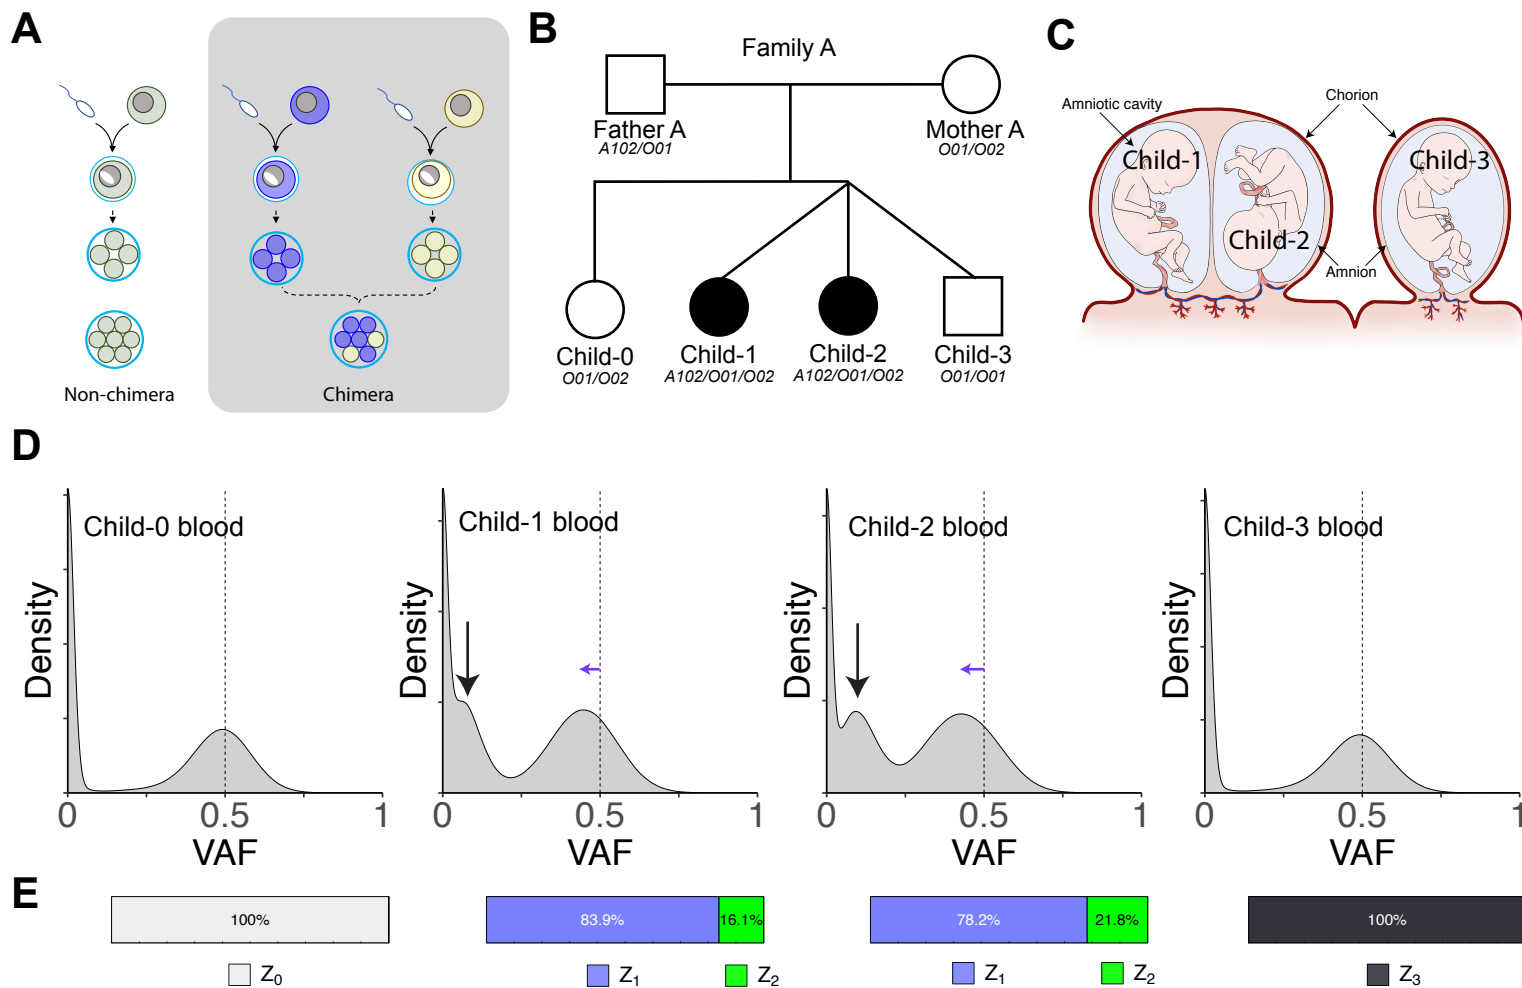 A
Non-chimera
Chimera
B
Family A
Father A
A102/O01
Mother A
O01/O02
Child-0
O01/O02
Child-1
A102/O01/O02
Child-2
A102/O01/O02
Child-3
O01/O01
C
Amniotic cavity
Chorion
Child-1
Child-2
Child-3
Amnion
D
Child-0 blood
Density
0 0.5 1
VAF
Child-1 blood
Density
0 0.5 1
VAF
Child-2 blood
Density
0 0.5 1
VAF
Child-3 blood
Density
0 0.5 1
VAF
E
100%
Z0
83.9% 16.1%
Z1 Z2
78.2% 21.8%
Z1 Z2
100%
Z3